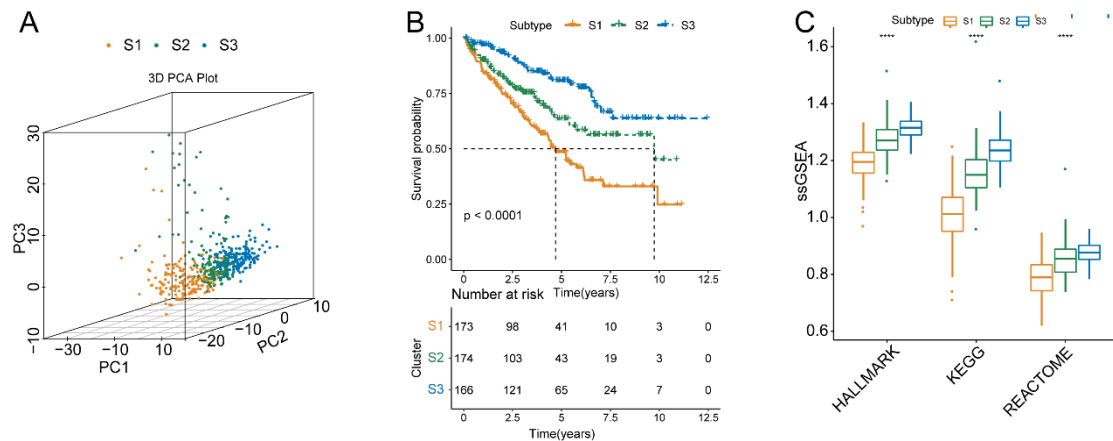 A
S1 S2 S3
3D PCA Plot
30
20
10
0
−10
PC3
− −30 −10 10
PC1
−20 −10 0 10
PC2
B
Subtype S1 S2 S3
1.00
0.75
0.50
0.25
0.00
Survival probability
p < 0.0001
0 2.5 5.0 7.5 10.0 12.5
Number at risk
Time(years)
Cluster
S1 173 98 41 10 3 0
S2 174 103 43 19 3 0
S3 166 121 65 24 7 0
0 2.5 5.0 7.5 10.0 12.5
Time(years)
C
Subtype S1 S2 S3
**** **** ****
1.6
1.4
1.2
1.0
0.8
0.6
ssGSEA
HALLMARK
KEGG
REACTOME